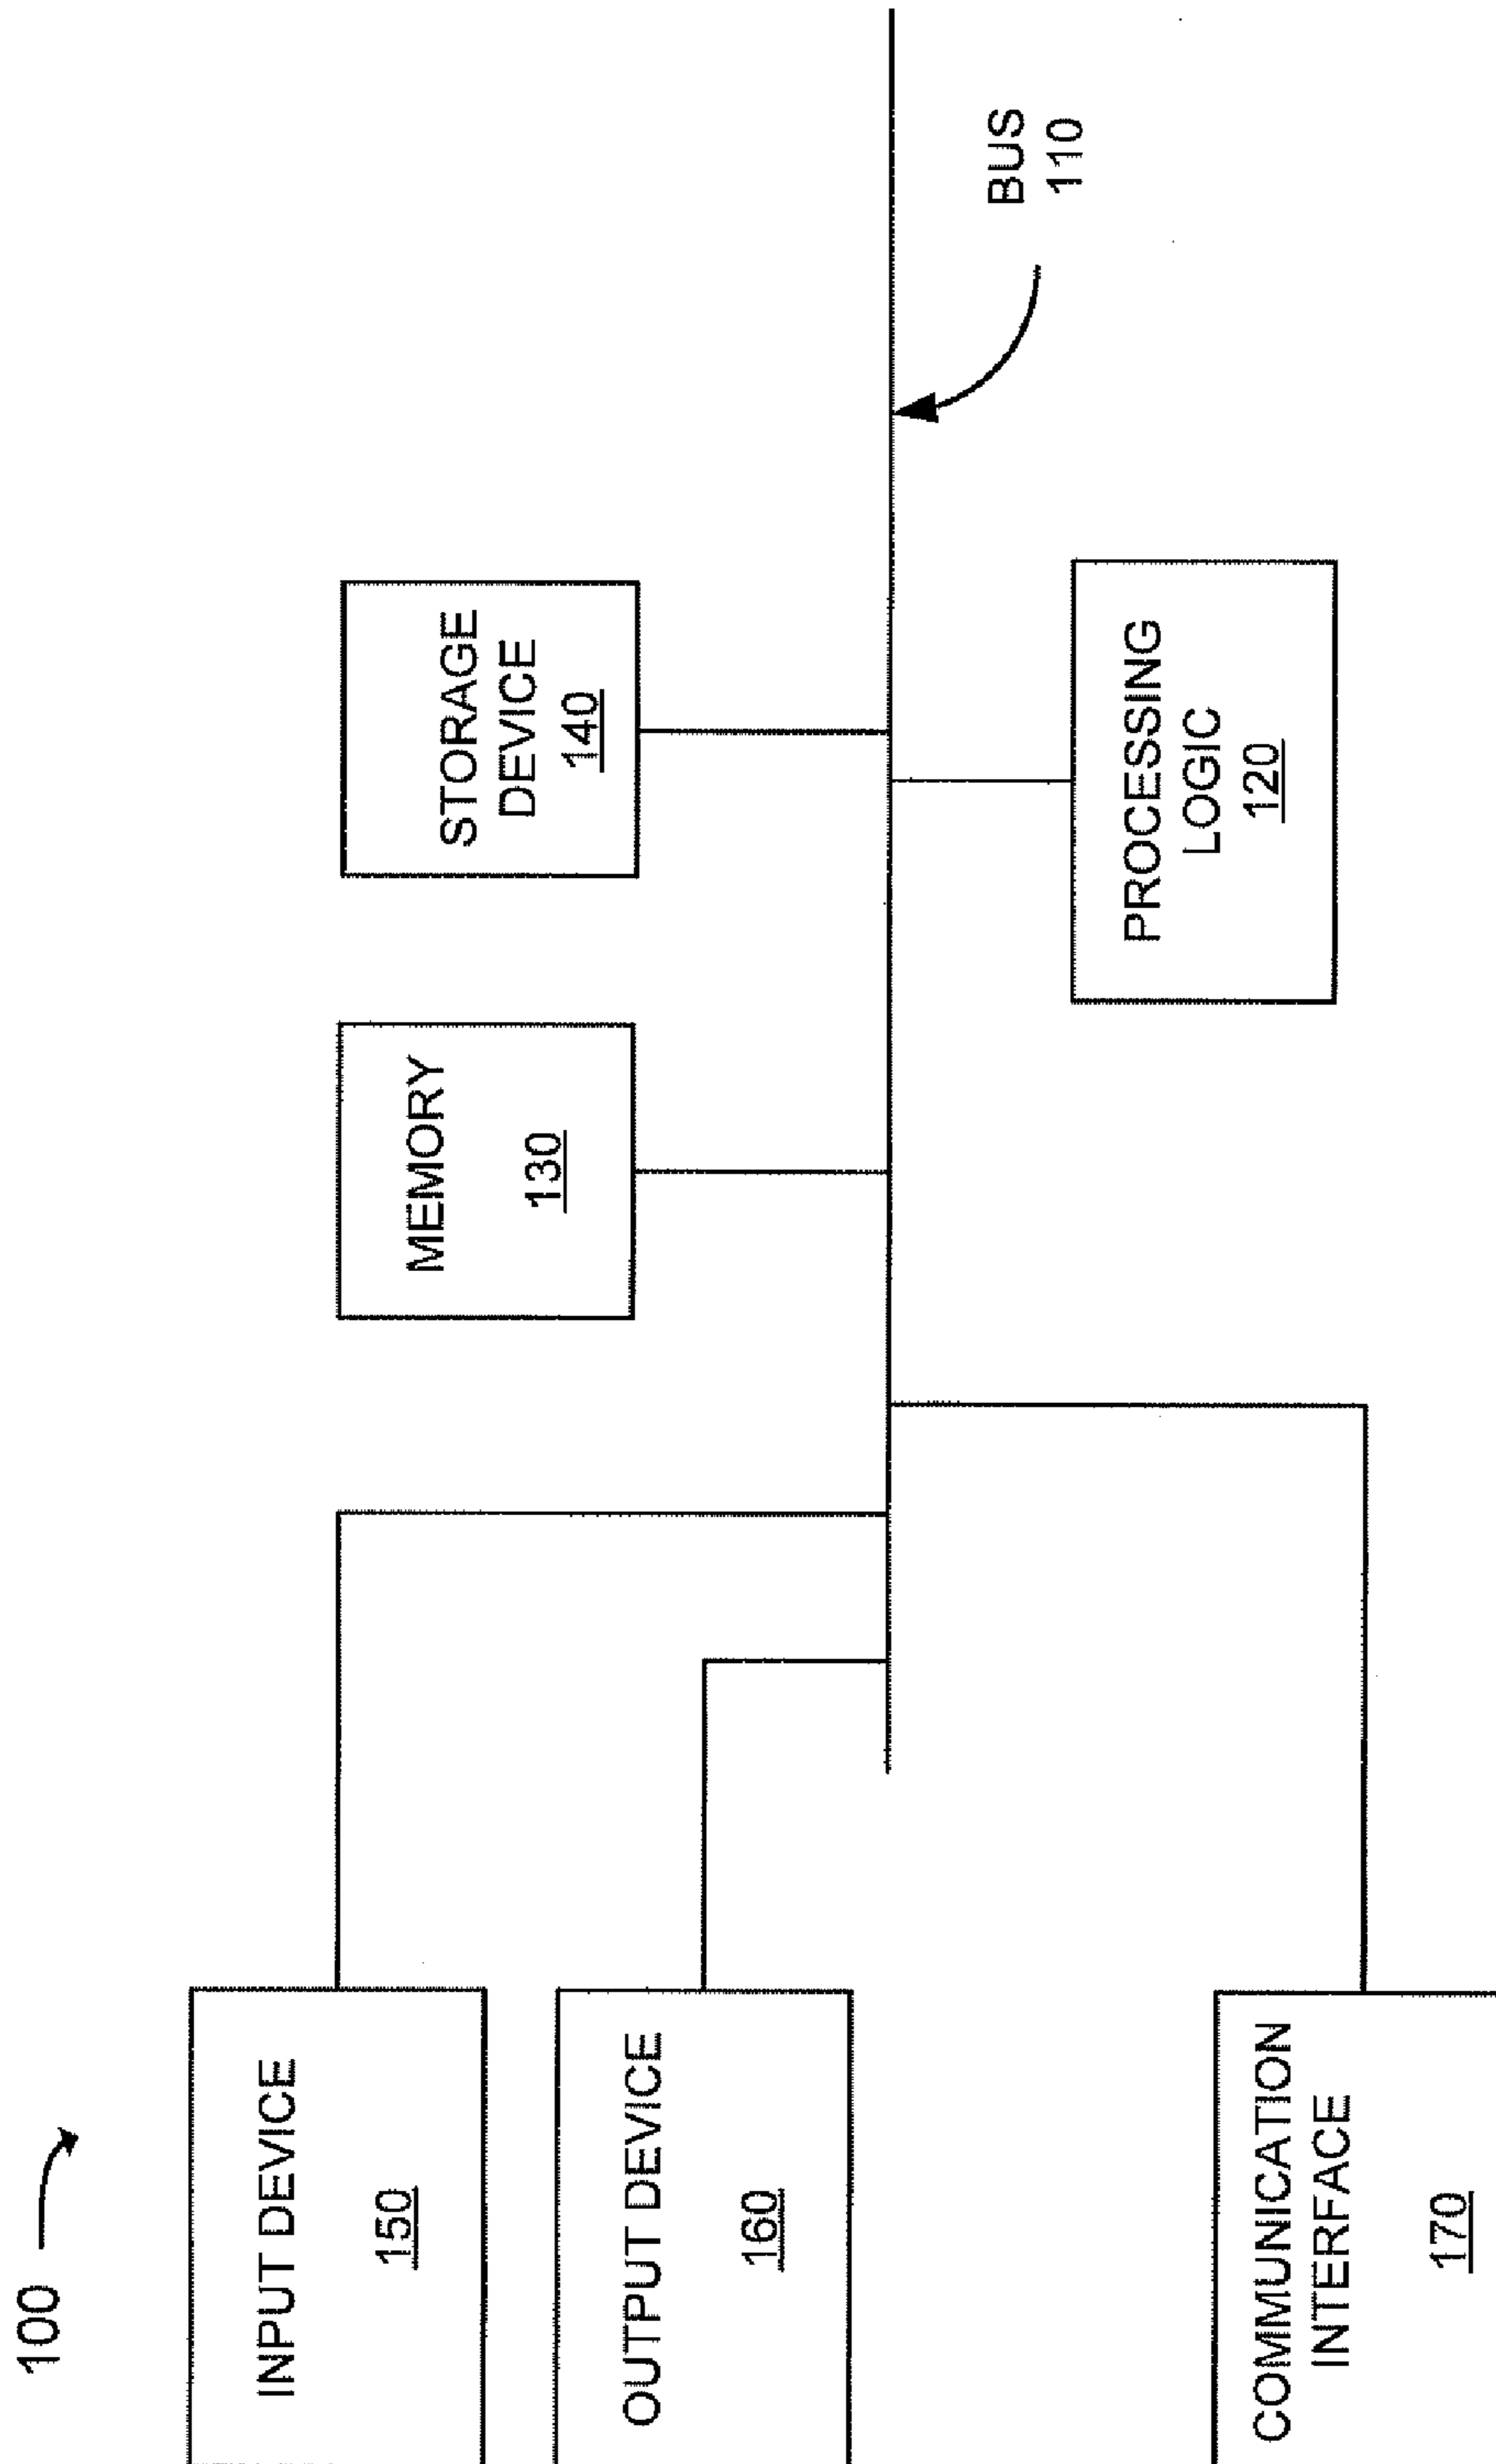 100
INPUT DEVICE
150
OUTPUT DEVICE
160
COMMUNICATION
INTERFACE
170
MEMORY
130
STORAGE
DEVICE
140
PROCESSING
LOGIC
120
BUS
110